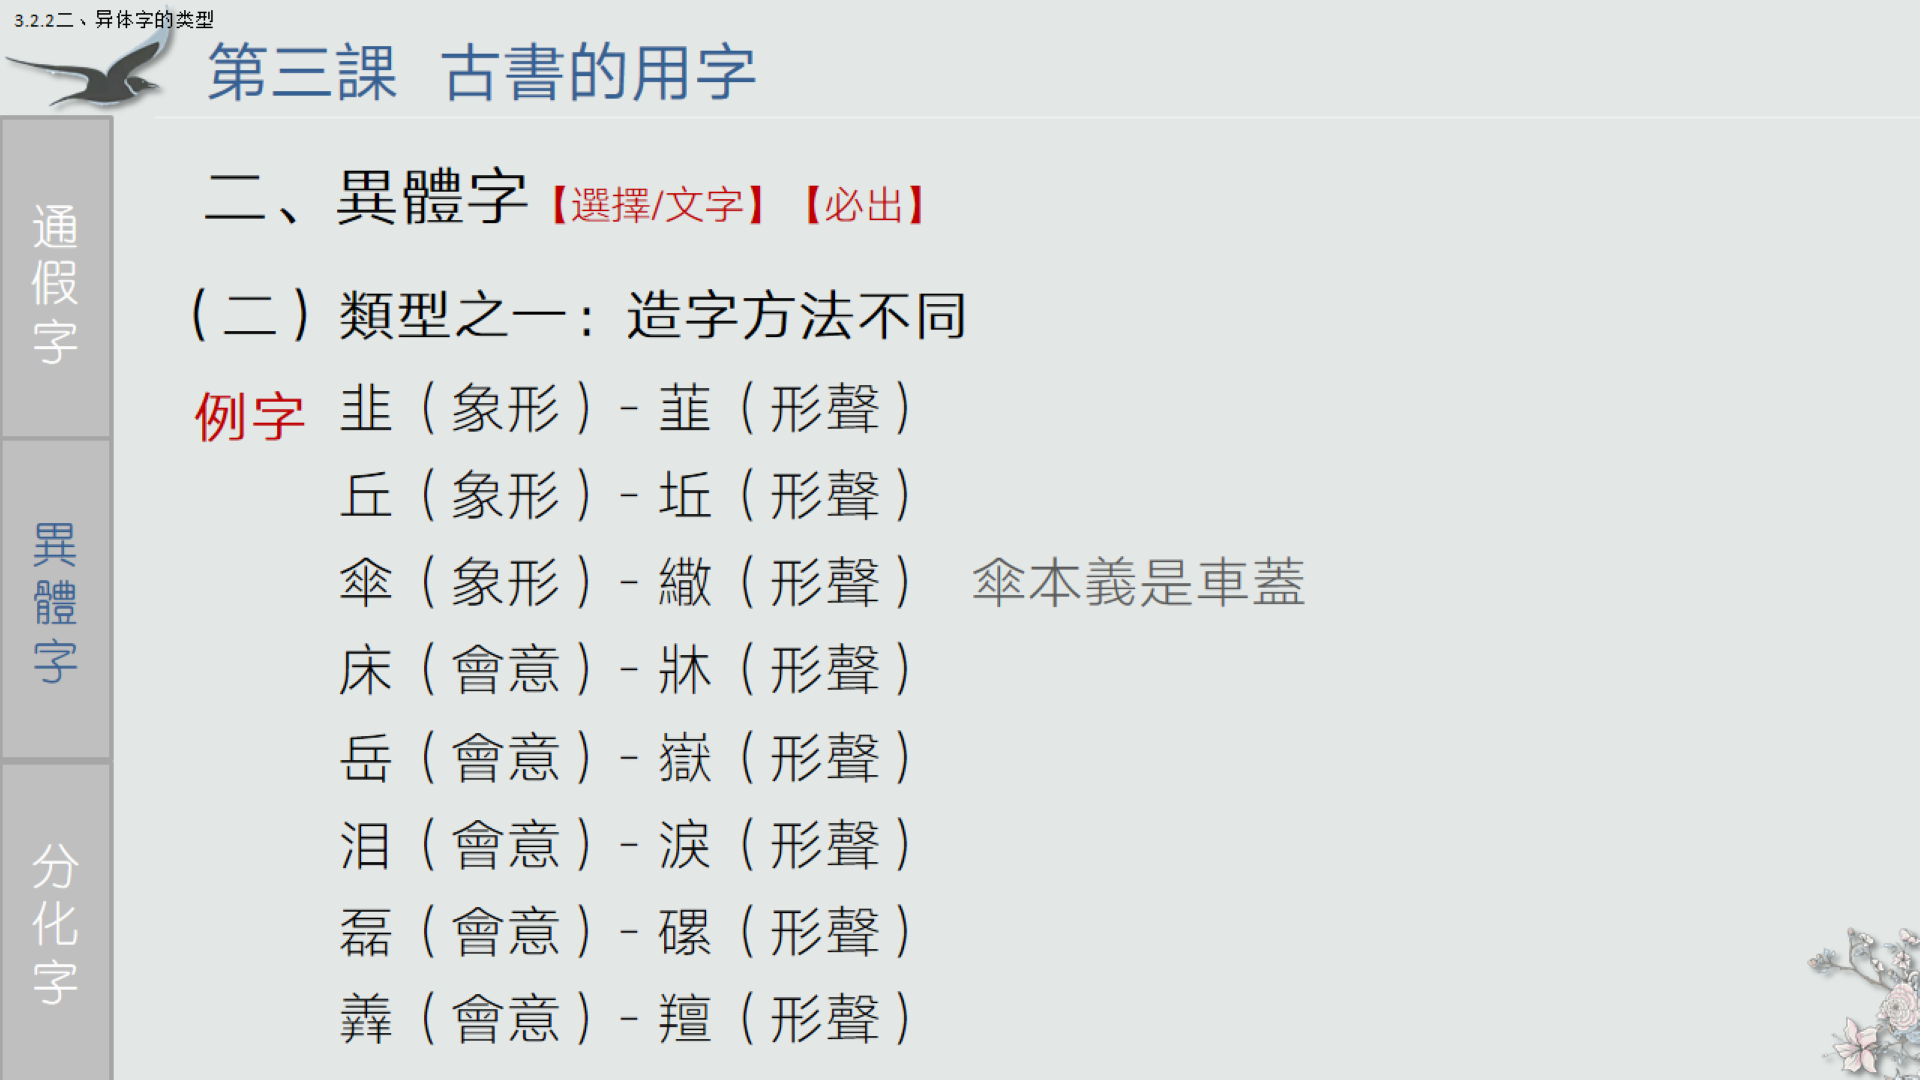 3.2.2二、异体字的类型
第三課 古書的用字
通假字
異體字
分化字
二、異體字【選擇/文字】【必出】
(二)類型之一：造字方法不同
例字 韭（象形）- 韮（形聲）
丘（象形）- 坵（形聲）
傘（象形）- 繖（形聲） 傘本義是車蓋
床（會意）- 牀（形聲）
岳（會意）- 嶽（形聲）
泪（會意）- 淚（形聲）
磊（會意）- 磥（形聲）
羴（會意）- 羶（形聲）